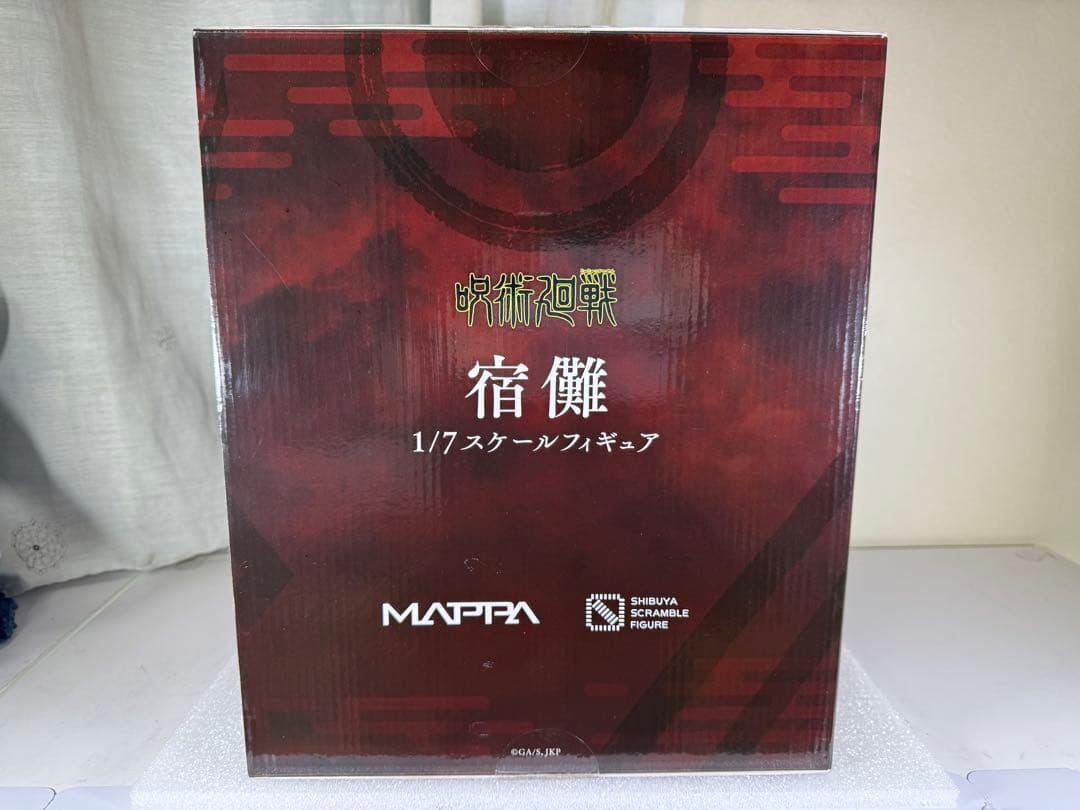 呪術廻戦
宿儺
1/7スケールフィギュア
MAPPA
SHIBUYA
SCRAMBLE
FIGURE
©GA/S,JKP